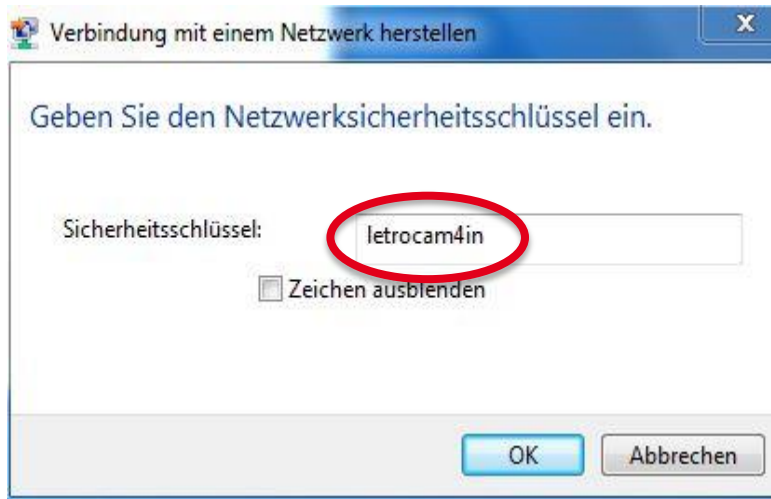 Verbindung mit einem Netzwerk herstellen
X
Geben Sie den Netzwerksicherheitsschlüssel ein.
Sicherheitsschlüssel: letrocam4in
Zeichen ausblenden
OK Abbrechen